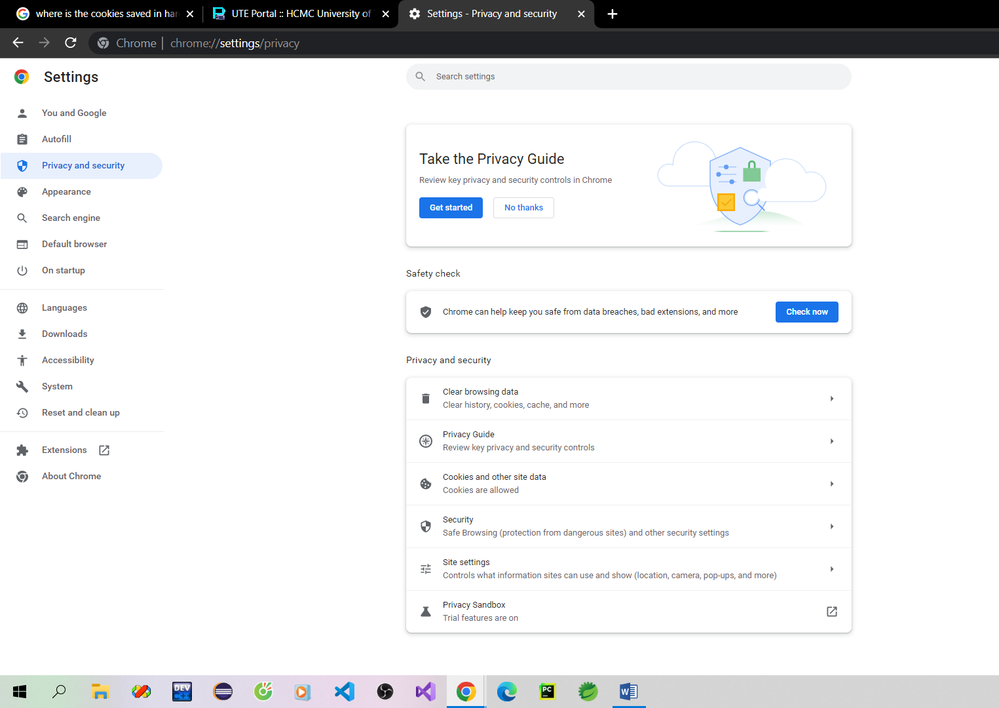 where is the cookies saved in har
UTE Portal :: HCMC University of
Settings - Privacy and security
Chrome
chrome://settings/privacy
Settings
Search settings
You and Google
Autofill
Privacy and security
Appearance
Search engine
Default browser
On startup
Languages
Downloads
Accessibility
System
Reset and clean up
Extensions
About Chrome
Take the Privacy Guide
Review key privacy and security controls in Chrome
Get started
No thanks
Safety check
Chrome can help keep you safe from data breaches, bad extensions, and more
Check now
Privacy and security
Clear browsing data
Clear history, cookies, cache, and more
Privacy Guide
Review key privacy and security controls
Cookies and other site data
Cookies are allowed
Security
Safe Browsing (protection from dangerous sites) and other security settings
Site settings
Controls what information sites can use and show (location, camera, pop-ups, and more)
Privacy Sandbox
Trial features are on
DEV
C++
PC
W